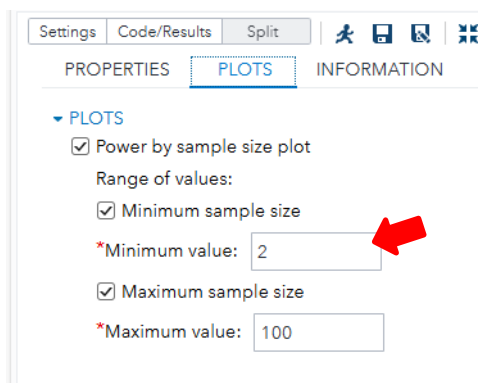 Settings Code/Results Split
PROPERTIES PLOTS INFORMATION
PLOTS
Power by sample size plot
Range of values:
Minimum sample size
*Minimum value: 2
Maximum sample size
*Maximum value: 100